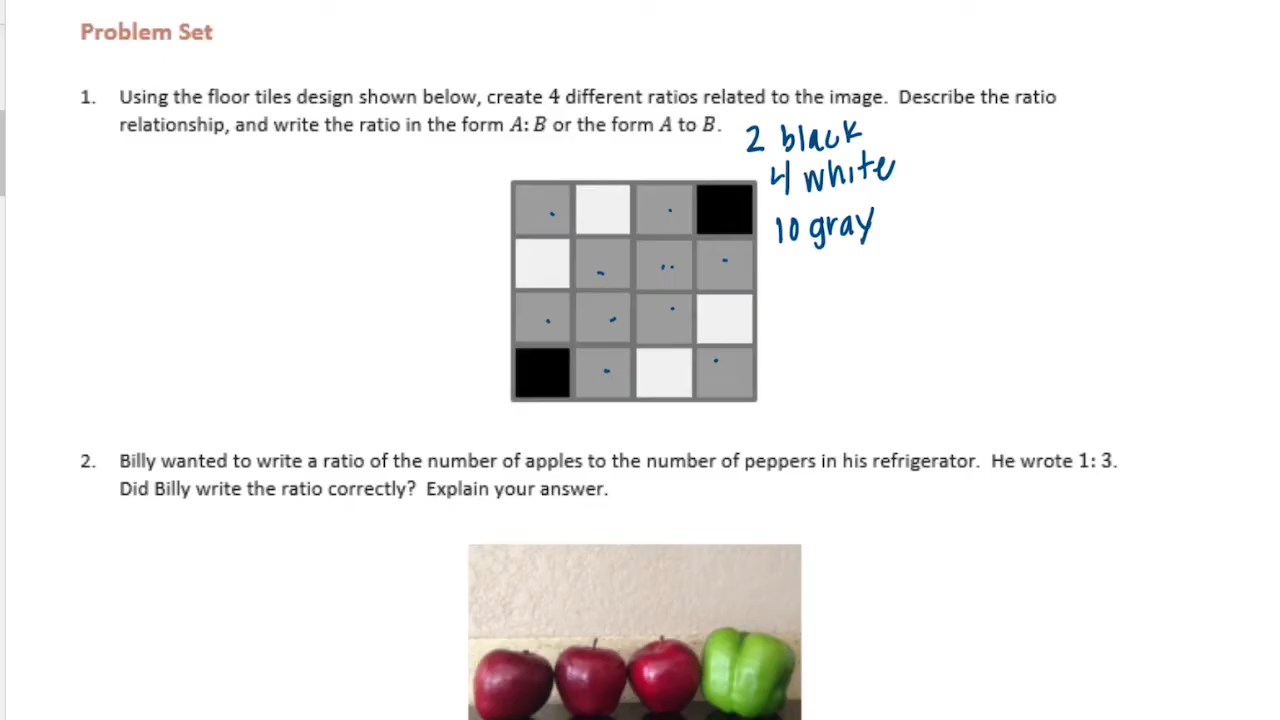 Problem Set
1. Using the floor tiles design shown below, create 4 different ratios related to the image. Describe the ratio
relationship, and write the ratio in the form A: B or the form A to B.
2 black
4 white
10 gray
2. Billy wanted to write a ratio of the number of apples to the number of peppers in his refrigerator. He wrote 1: 3.
Did Billy write the ratio correctly? Explain your answer.